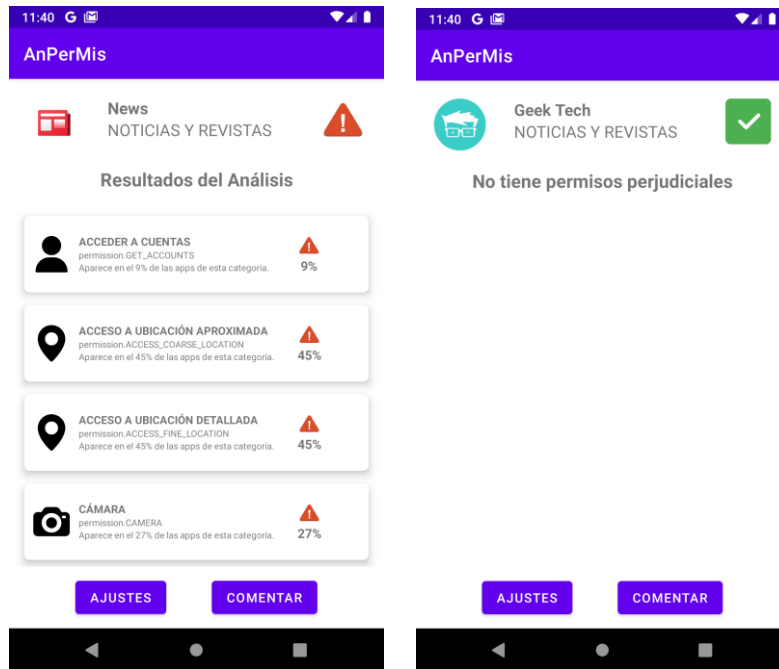 11:40 G
AnPerMis
News
NOTICIAS Y REVISTAS
Resultados del Análisis
ACCEDER A CUENTAS
permission.GET_ACCOUNTS
Aparece en el 9% de las apps de esta categoria.
9%
ACCESO A UBICACIÓN APROXIMADA
permission.ACCESS_COARSE_LOCATION
Aparece en el 45% de las apps de esta categoría.
45%
ACCESO A UBICACIÓN DETALLADA
permission.ACCESS_FINE_LOCATION
Aparece en el 45% de las apps de esta categoría.
45%
CÁMARA
permission.CAMERA
Aparece en el 27% de las apps de esta categoría.
27%
AJUSTES
COMENTAR
11:40 G
AnPerMis
Geek Tech
NOTICIAS Y REVISTAS
No tiene permisos perjudiciales
AJUSTES
COMENTAR